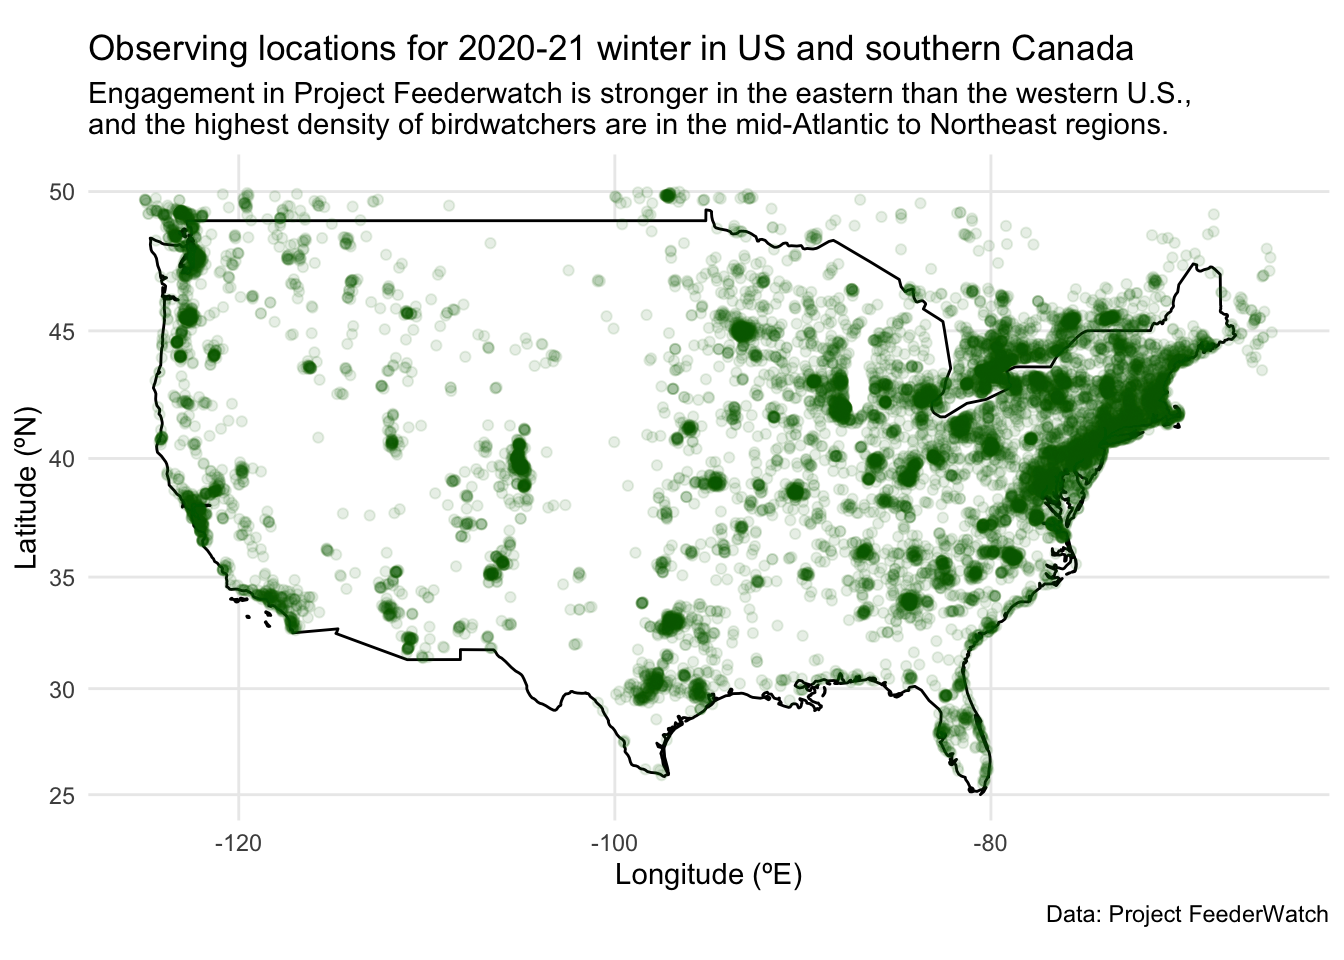 Observing locations for 2020-21 winter in US and southern Canada
Engagement in Project Feederwatch is stronger in the eastern than the western U.S.,
and the highest density of birdwatchers are in the mid-Atlantic to Northeast regions.
50
45
40
35
30
25
Latitude (ºN)
-120
-100
-80
Longitude (ºE)
Data: Project FeederWatch